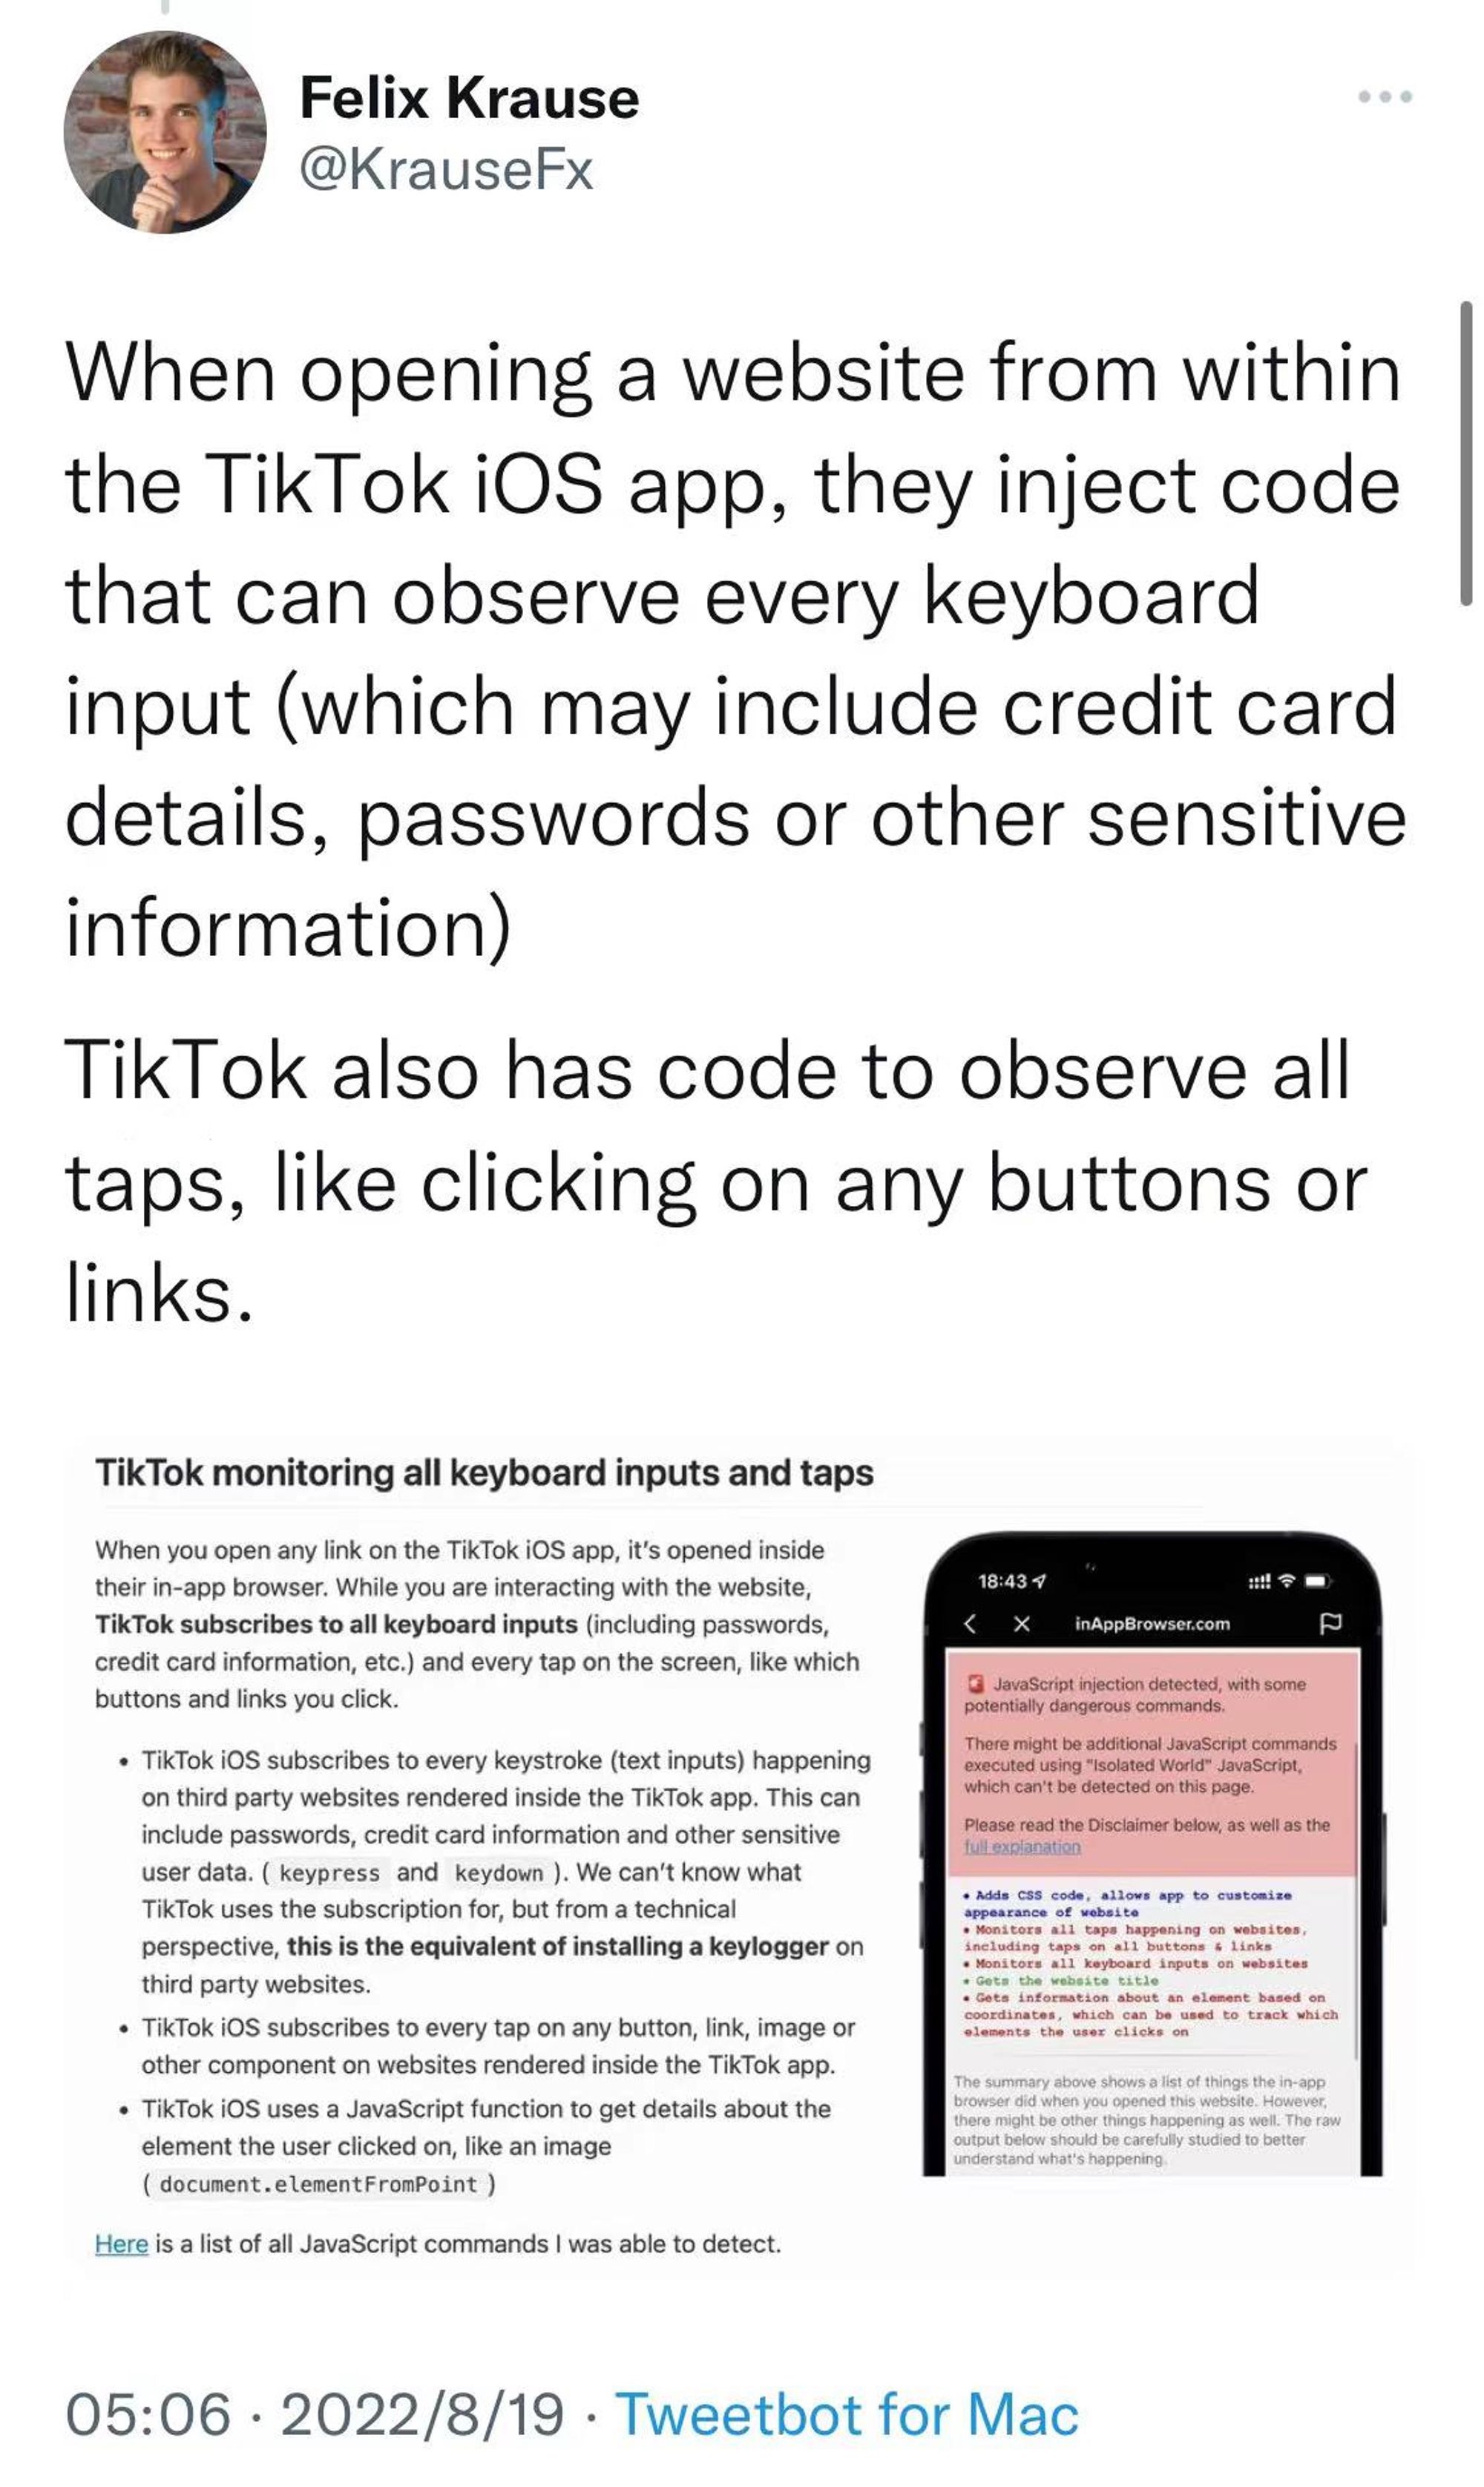 Felix Krause
@KrauseFx
When opening a website from within
the TikTok iOS app, they inject code
that can observe every keyboard
input (which may include credit card
details, passwords or other sensitive
information)
TikTok also has code to observe all
taps, like clicking on any buttons or
links.
TikTok monitoring all keyboard inputs and taps
When you open any link on the TikTok iOS app, it's opened inside
their in-app browser. While you are interacting with the website,
TikTok subscribes to all keyboard inputs (including passwords,
credit card information, etc.) and every tap on the screen, like which
buttons and links you click.
• TikTok iOS subscribes to every keystroke (text inputs) happening
on third party websites rendered inside the TikTok app. This can
include passwords, credit card information and other sensitive
user data. ( keypress and keydown ). We can't know what
TikTok uses the subscription for, but from a technical
perspective, this is the equivalent of installing a keylogger on
third party websites.
• TikTok iOS subscribes to every tap on any button, link, image or
other component on websites rendered inside the TikTok app.
• TikTok iOS uses a JavaScript function to get details about the
element the user clicked on, like an image
( document.elementFromPoint )
Here is a list of all JavaScript commands I was able to detect.
18:43
inAppBrowser.com
JavaScript injection detected, with some
potentially dangerous commands.
There might be additional JavaScript commands
executed using "Isolated World" JavaScript,
which can't be detected on this page.
Please read the Disclaimer below, as well as the
full explanation
• Adds CSS code, allows app to customize
appearance of website
• Monitors all taps happening on websites,
including taps on all buttons & links
• Monitors all keyboard inputs on websites
• Gets the website title
• Gets information about an element based on
coordinates, which can be used to track which
elements the user clicks on
The summary above shows a list of things the in-app
browser did when you opened this website. However,
there might be other things happening as well. The raw
output below should be carefully studied to better
understand what's happening.
05:06 · 2022/8/19 · Tweetbot for Mac